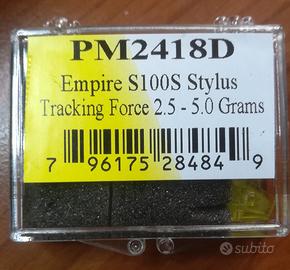 PM2418D
Empire S100S Stylus
Tracking Force 2.5 - 5.0 Grams
7 96175 28484 9
subito